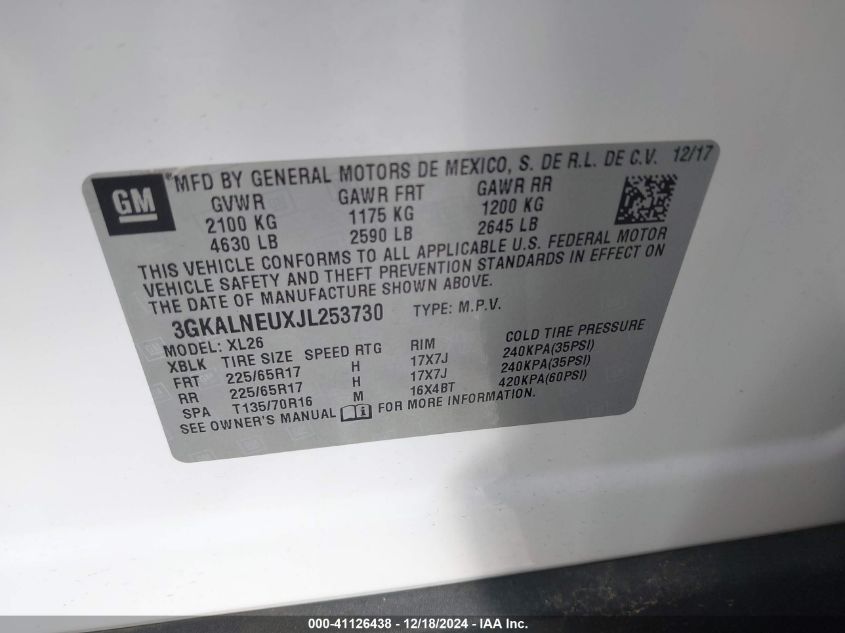 GM
®MFD BY GENERAL MOTORS DE MEXICO, S. DE R.L. DE C.V. 12/17
GVWR GAWR FRT GAWR RR
2100 KG 1175 KG 1200 KG
4630 LB 2590 LB 2645 LB
THIS VEHICLE CONFORMS TO ALL APPLICABLE U.S. FEDERAL MOTOR
VEHICLE SAFETY AND THEFT PREVENTION STANDARDS IN EFFECT ON
THE DATE OF MANUFACTURE SHOWN ABOVE.
3GKALNEUXJL253730 TYPE: M.P.V.
MODEL: XL26
XBLK TIRE SIZE SPEED RTG RIM COLD TIRE PRESSURE
FRT 225/65R17 H 17X7J 240KPA(35PSI)
RR 225/65R17 H 17X7J 240KPA(35PSI)
SPA T135/70R16 M 16X4BT 420KPA(60PSI)
SEE OWNER'S MANUAL FOR MORE INFORMATION.
000-41126438 - 12/18/2024 - IAA Inc.